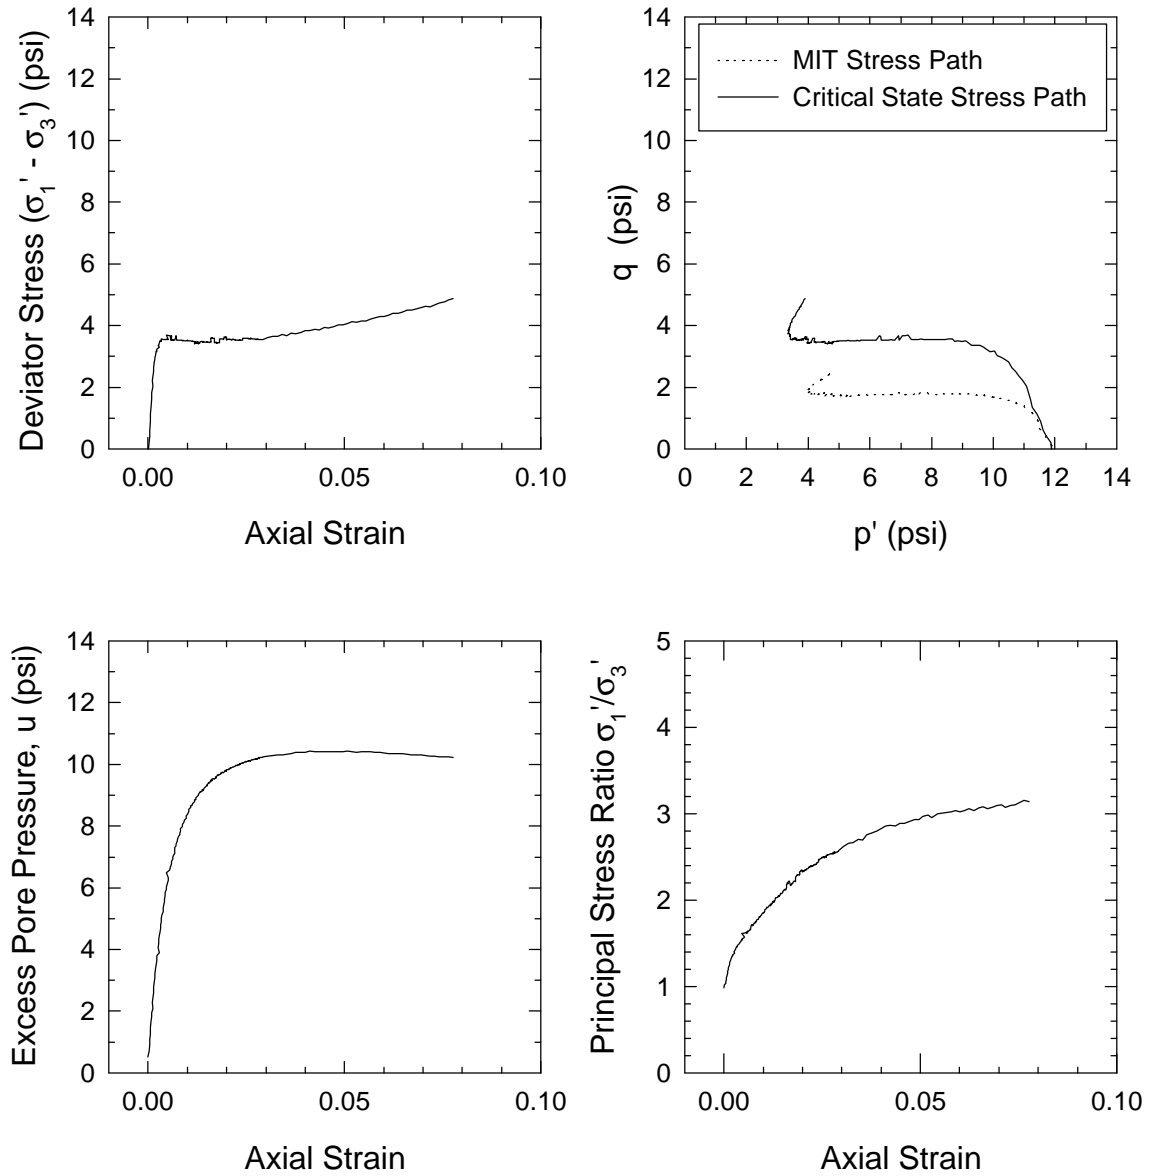 14
12
10
8
6
4
2
0
Deviator Stress (σ1' - σ3') (psi)
0.00 0.05 0.10
Axial Strain
14
12
10
8
6
4
2
0
q (psi)
MIT Stress Path
Critical State Stress Path
0 2 4 6 8 10 12 14
p' (psi)
14
12
10
8
6
4
2
0
Excess Pore Pressure, u (psi)
0.00 0.05 0.10
Axial Strain
5
4
3
2
1
0
Principal Stress Ratio σ1'/σ3'
0.00 0.05 0.10
Axial Strain